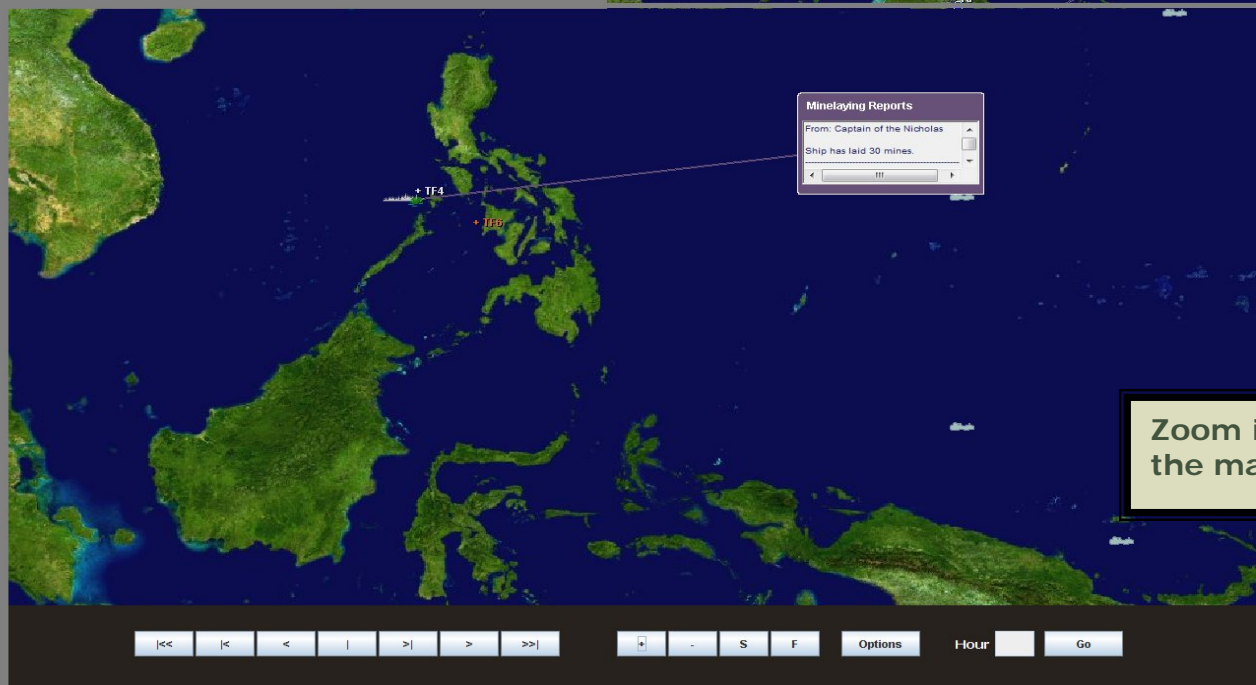 Minelaying Reports
From: Captain of the Nicholas
Ship has laid 30 mines.
+ TF4
+ TF6
Zoom i
the ma
|<< |< < | >| > >>| + - S F Options Hour Go